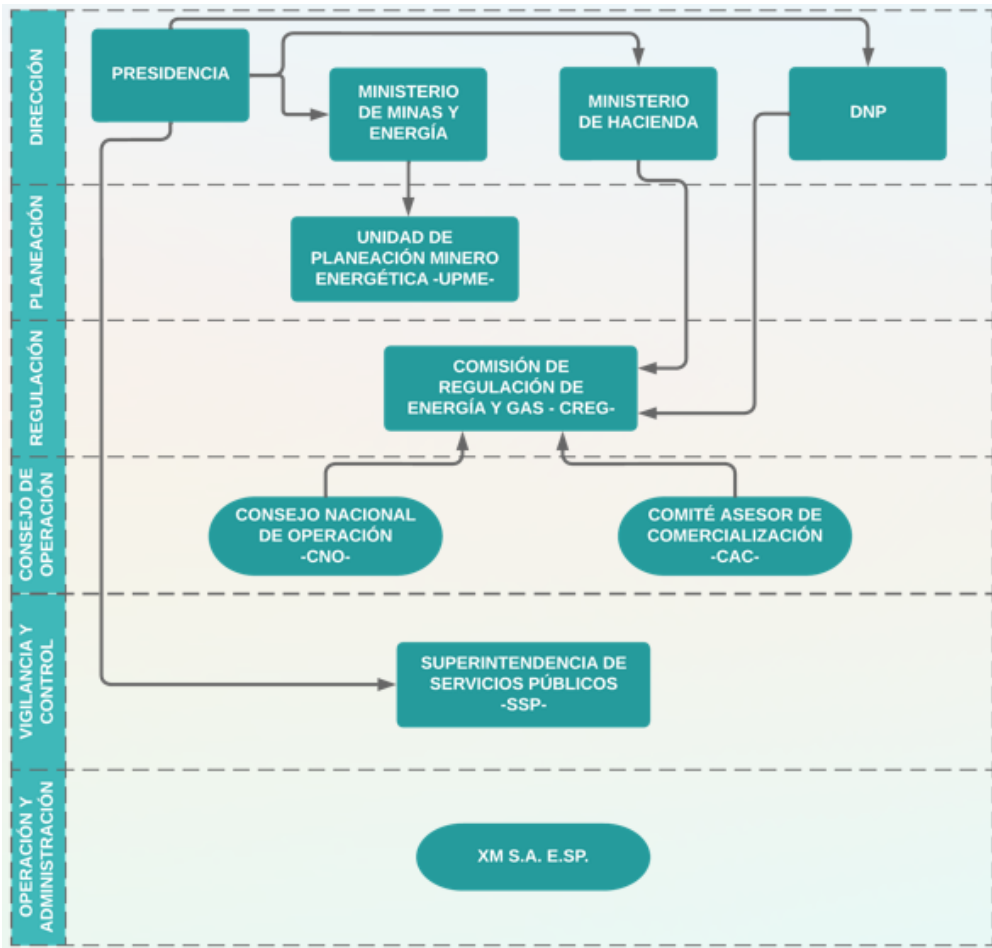 DIRECCIÓN
PRESIDENCIA
MINISTERIO
DE MINAS Y
ENERGÍA
MINISTERIO
DE HACIENDA
DNP
PLANEACIÓN
UNIDAD DE
PLANEACIÓN MINERO
ENERGÉTICA -UPME-
REGULACIÓN
COMISIÓN DE
REGULACIÓN DE
ENERGÍA Y GAS - CREG-
CONSEJO DE
OPERACIÓN
CONSEJO NACIONAL
DE OPERACIÓN
-CNO-
COMITÉ ASESOR DE
COMERCIALIZACIÓN
-CAC-
VIGILANCIA Y
CONTROL
SUPERINTENDENCIA DE
SERVICIOS PÚBLICOS
-SSP-
OPERACIÓN Y
ADMINISTRACIÓN
XM S.A. E.SP.